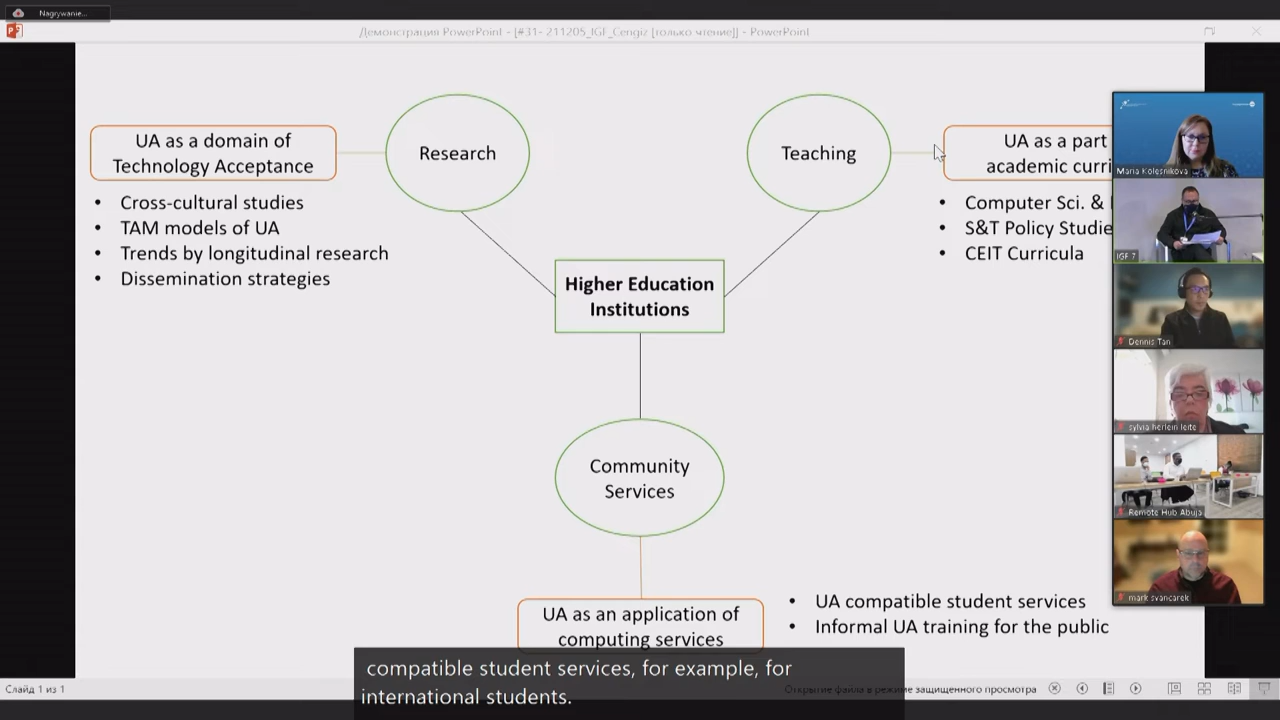 Nagrywanie...
Демонстрация PowerPoint - [#31- 211205_IGF_Cengiz [только чтение]] - PowerPoint
UA as a domain of
Technology Acceptance
Research
Teaching
UA as a part
academic curri
• Cross-cultural studies
• TAM models of UA
• Trends by longitudinal research
• Dissemination strategies
• Computer Sci. &
• S&T Policy Studie
• CEIT Curricula
Higher Education
Institutions
Community
Services
UA as an application of
computing services
• UA compatible student services
• Informal UA training for the public
Maria Kolesnikova
IGF 7
Dennis Tan
sylvia herlein leite
Remote Hub Abuja
mark svancarek
compatible student services, for example, for
international students.
Слайд 1 из 1
Открытие файла в режиме защищенного просмотра